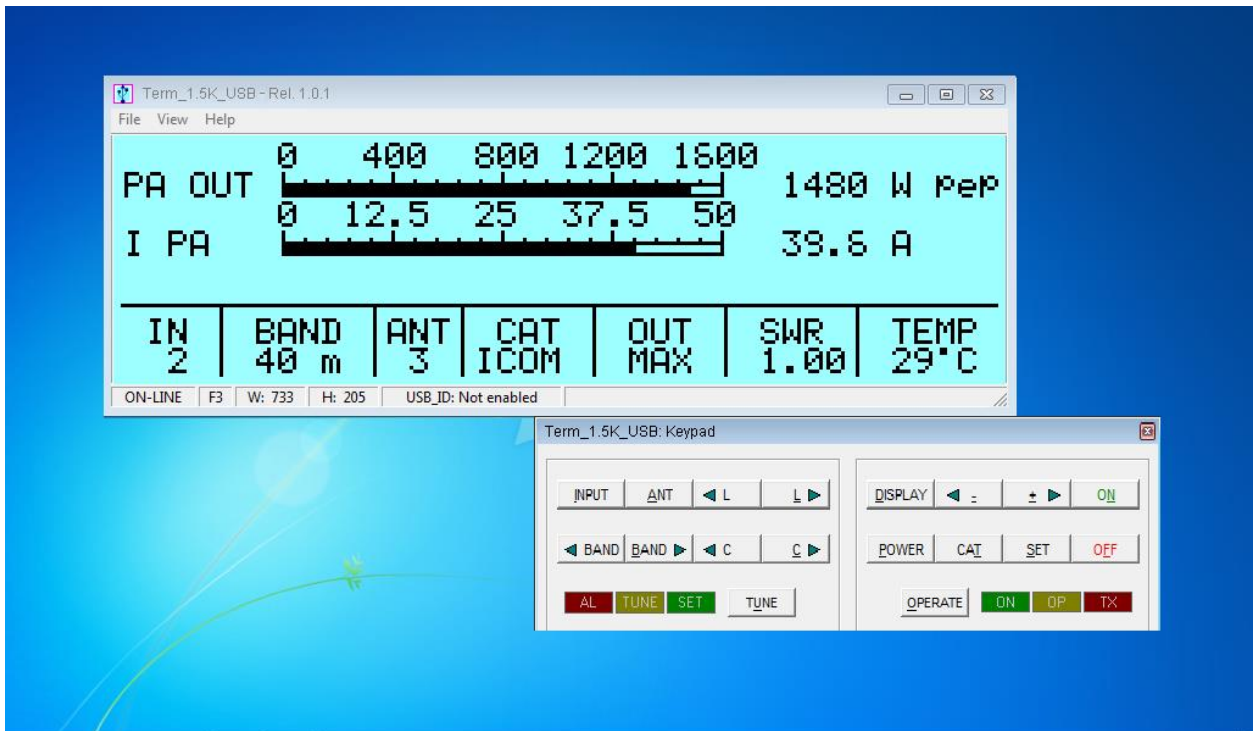 Term_1.5K_USB - Rel. 1.0.1
File View Help
0 400 800 1200 1600
PA OUT 1480 W pep
0 12.5 25 37.5 50
I PA 39.6 A
IN BAND ANT CAT OUT SWR TEMP
2 40 m 3 ICOM MAX 1.00 29°C
ON-LINE F3 W: 733 H: 205 USB_ID: Not enabled
Term_1.5K_USB: Keypad
INPUT ANT ◀ L L ▶ DISPLAY ◀ - + ▶ ON
◀ BAND BAND ▶ ◀ C C ▶ POWER CAT SET OFF
AL TUNE SET TUNE OPERATE ON OP TX